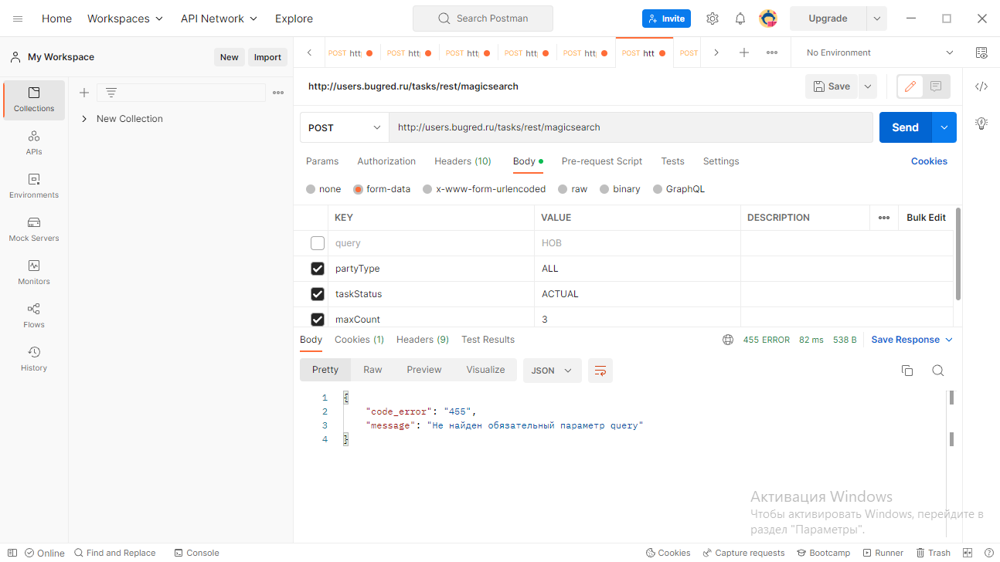 Home Workspaces API Network Explore Search Postman Invite Upgrade
My Workspace New Import
POST htt POST htt POST htt POST htt POST htt POST htt POST No Environment
http://users.bugred.ru/tasks/rest/magicsearch Save
Collections
New Collection
APIs
Environments
Mock Servers
Monitors
Flows
History
POST http://users.bugred.ru/tasks/rest/magicsearch Send
Params Authorization Headers (10) Body Pre-request Script Tests Settings Cookies
none form-data x-www-form-urlencoded raw binary GraphQL
KEY VALUE DESCRIPTION Bulk Edit
query НОВ
partyType ALL
taskStatus ACTUAL
maxCount 3
Body Cookies (1) Headers (9) Test Results 455 ERROR 82 ms 538 B Save Response
Pretty Raw Preview Visualize JSON
1 {
2 "code_error": "455",
3 "message": "Не найден обязательный параметр query"
4 }
Активация Windows
Чтобы активировать Windows, перейдите в
раздел "Параметры".
Online Find and Replace Console Cookies Capture requests Bootcamp Runner Trash